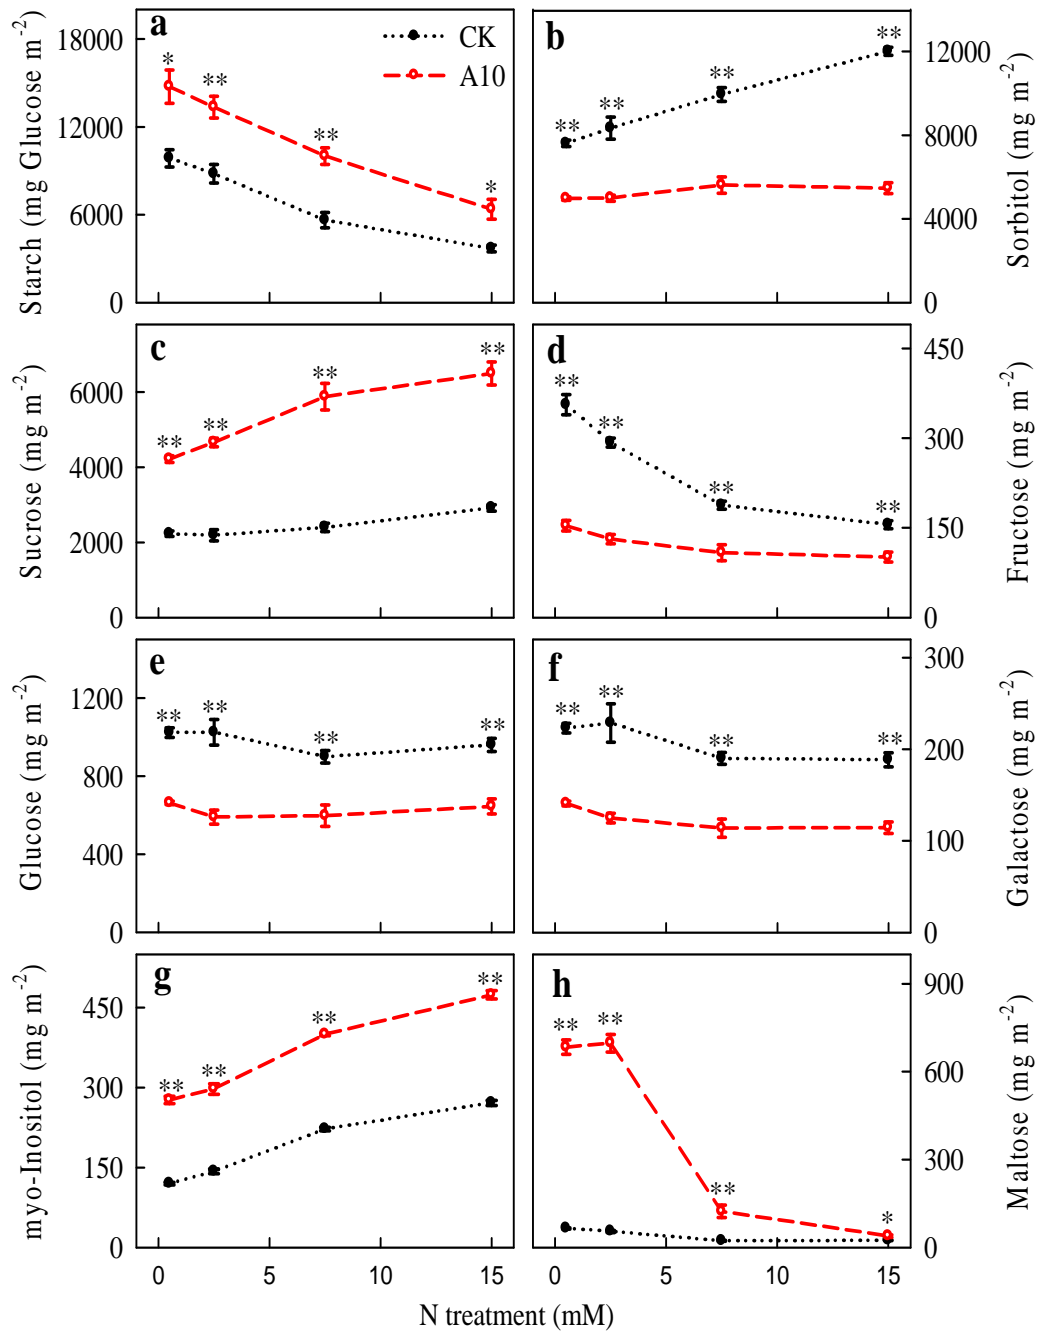 a
CK
A10
18000
12000
6000
0
Starch (mg Glucose m-2)
* ** ** *
b
12000
8000
4000
0
Sorbitol (mg m-2)
** ** ** **
c
6000
4000
2000
0
Sucrose (mg m-2)
** ** ** **
d
450
300
150
0
Fructose (mg m-2)
** ** ** **
e
1200
800
400
0
Glucose (mg m-2)
** ** ** **
f
300
200
100
0
Galactose (mg m-2)
** ** ** **
g
450
300
150
0
myo-Inositol (mg m-2)
** ** ** **
0 5 10 15
h
900
600
300
0
Maltose (mg m-2)
** ** ** *
0 5 10 15
N treatment (mM)